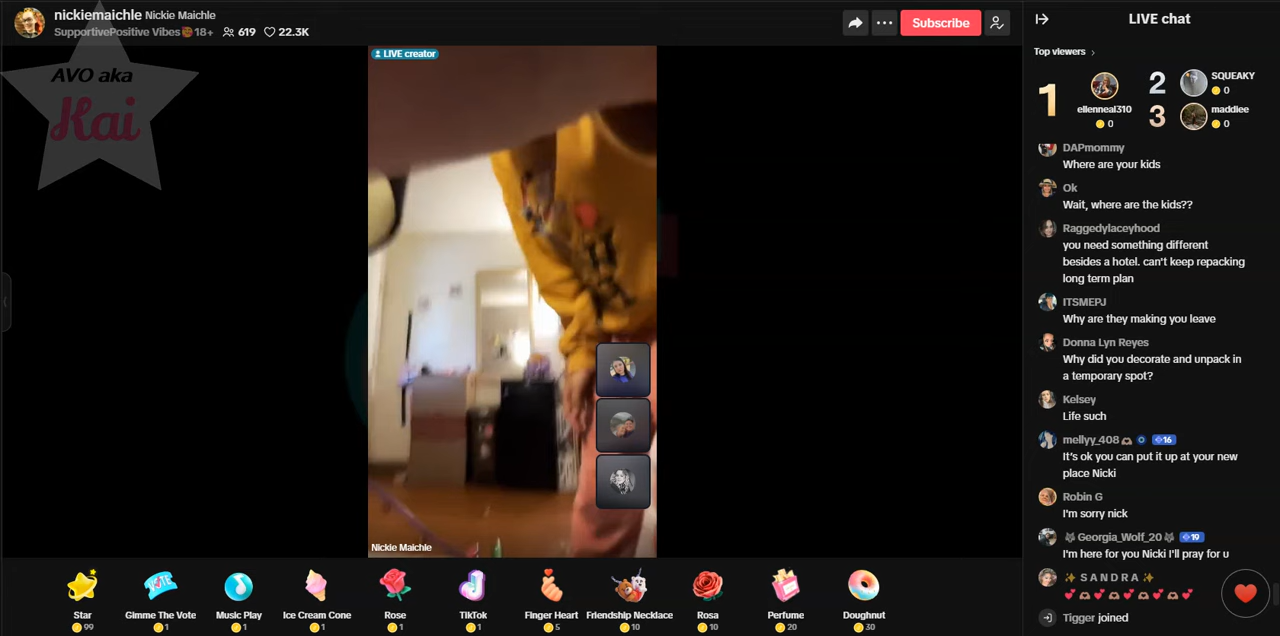 nickiemaichle Nickie Maichle
SupportivePositive Vibes 18+ 619 22.3K
Subscribe
AVO aka
Kai
LIVE creator
Nickie Maichle
Star
99
Gimme The Vote
1
Music Play
1
Ice Cream Cone
1
Rose
1
TikTok
1
Finger Heart
5
Friendship Necklace
10
Rosa
10
Perfume
20
Doughnut
30
LIVE chat
Top viewers
1
ellenneal310
0
2
SQUEAKY
0
3
maddlee
0
DAPmommy
Where are your kids
Ok
Wait, where are the kids??
Raggedylaceyhood
you need something different
besides a hotel. can't keep repacking
long term plan
ITSMEPJ
Why are they making you leave
Donna Lyn Reyes
Why did you decorate and unpack in
a temporary spot?
Kelsey
Life such
mellyy_408 16
It's ok you can put it up at your new
place Nicki
Robin G
I'm sorry nick
Georgia_Wolf_20 19
I'm here for you Nicki I'll pray for u
S A N D R A
Tigger joined